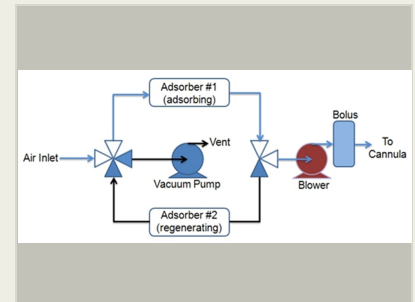 Adsorber #1
(adsorbing)
Bolus
Vent
To
Cannula
Air Inlet
Vacuum Pump
Blower
Adsorber #2
(regenerating)